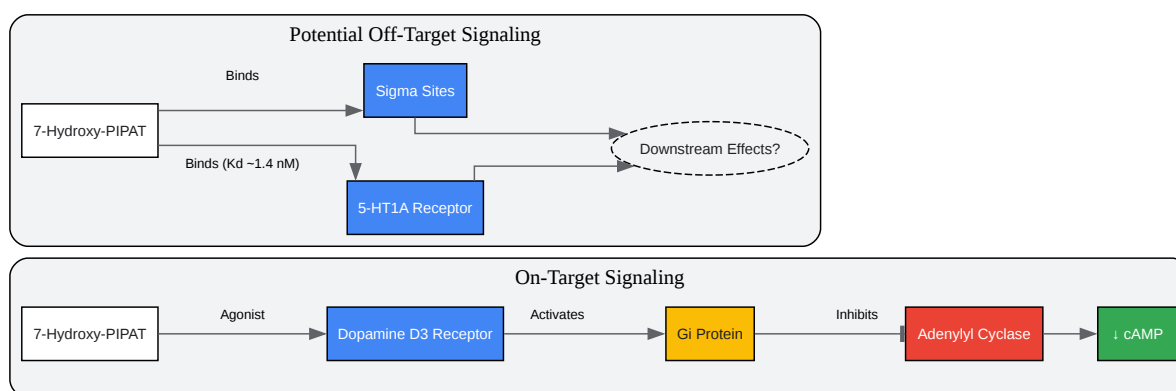 Potential Off-Target Signaling
Binds
Sigma Sites
7-Hydroxy-PIPAT
Downstream Effects?
Binds (Kd ~1.4 nM)
5-HT1A Receptor
On-Target Signaling
7-Hydroxy-PIPAT
Agonist
Dopamine D3 Receptor
Activates
Gi Protein
Inhibits
Adenylyl Cyclase
↓ cAMP